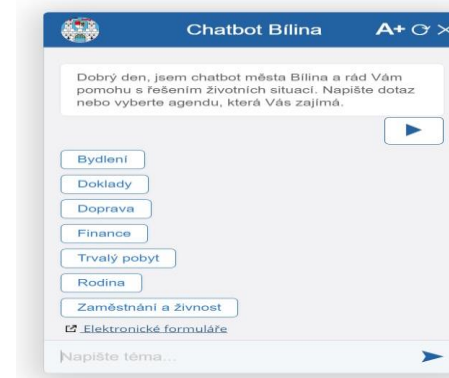 Chatbot Bílina A+
Dobrý den, jsem chatbot města Bílina a rád Vám
pomohu s řešením životních situací. Napište dotaz
nebo vyberte agendu, která Vás zajímá.
Bydlení
Doklady
Doprava
Finance
Trvalý pobyt
Rodina
Zaměstnání a živnost
Elektronické formuláře
Napište téma...